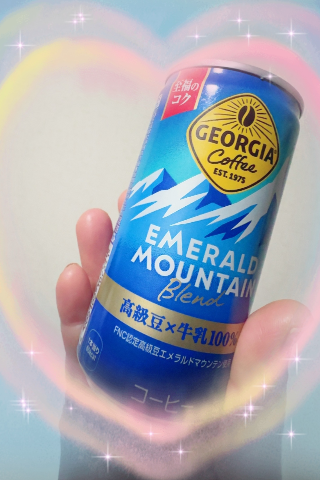 至福の
コク
GEORGIA
Coffee
EST. 1975
EMERALD
MOUNTAIN
Blend
高級豆×牛乳100%
FNC認定高級豆エメラルドマウンテン
コーヒー